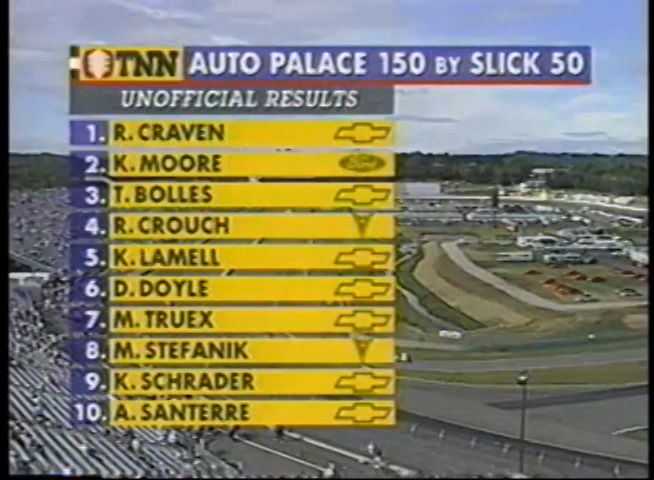 TNN AUTO PALACE 150 BY SLICK 50
UNOFFICIAL RESULTS
1. R. CRAVEN
2. K. MOORE Ford
3. T. BOLLES
4. R. CROUCH
5. K. LAMELL
6. D. DOYLE
7. M. TRUEX
8. M. STEFANIK
9. K. SCHRADER
10. A. SANTERRE